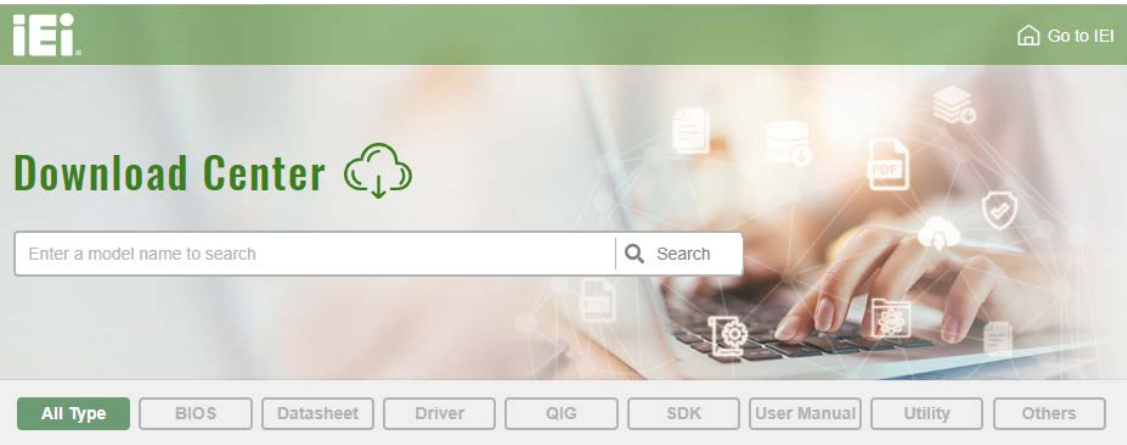 iEi
Go to IEI
Download Center
Enter a model name to search
Search
PDF
All Type
BIOS
Datasheet
Driver
QIG
SDK
User Manual
Utility
Others